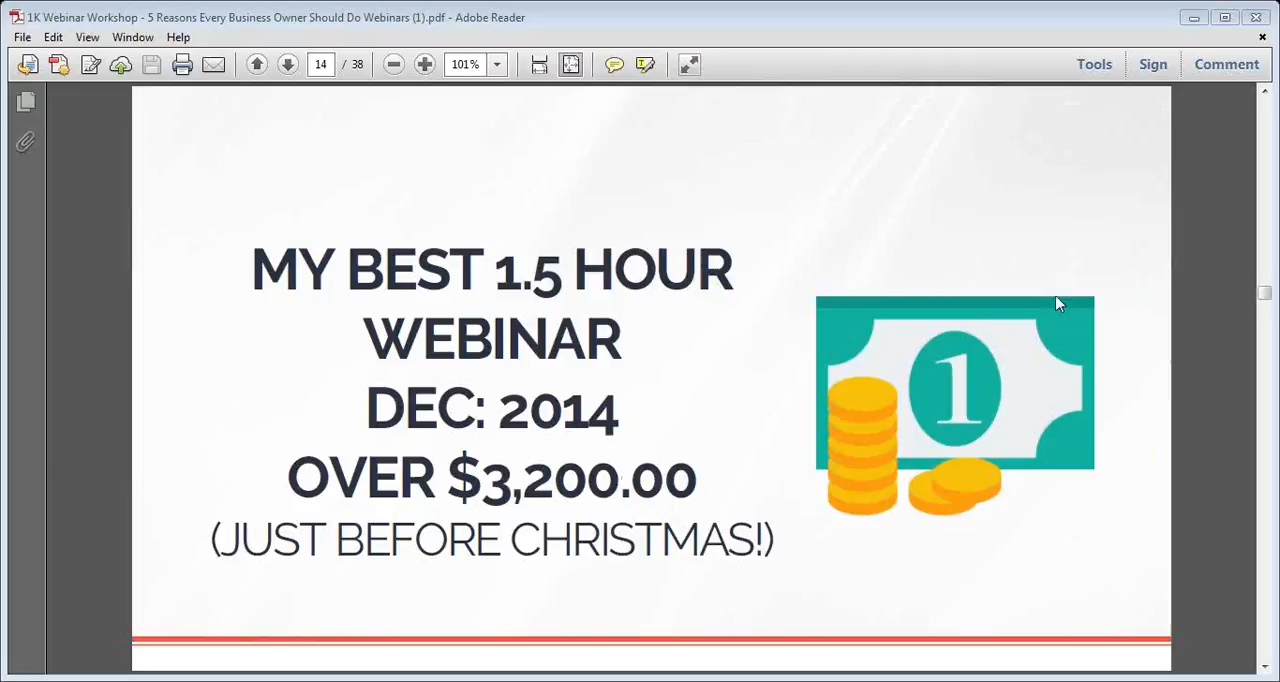 1K Webinar Workshop - 5 Reasons Every Business Owner Should Do Webinars (1).pdf - Adobe Reader
File Edit View Window Help
14 / 38 101% Tools Sign Comment
MY BEST 1.5 HOUR
WEBINAR
DEC: 2014
OVER $3,200.00
(JUST BEFORE CHRISTMAS!)
1